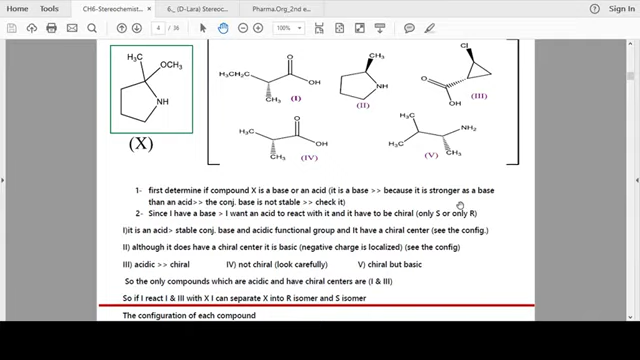 CH6-Stereochemist...
6_ (D-Lara) Stereoc
Pharma.Org_2nd e
4 / 36
100%
H₃C
OCH₃
NH
(X)
H₃CH₂C
O
OH
CH₃
(I)
CH₃
NH
(II)
Cl
O
OH
(III)
H₃C
O
OH
CH₃
(IV)
H₃C
CH₃
NH₂
CH₃
(V)
1- first determine if compound X is a base or an acid (it is a base >> because it is stronger as a base
than an acid>> the conj. base is not stable>> check it)
2- Since I have a base > I want an acid to react with it and it have to be chiral (only S or only R)
I)it is an acid> stable conj. base and acidic functional group and It have a chiral center (see the config.)
II) although it does have a chiral center it is basic (negative charge is localized) (see the config)
III) acidic >> chiral IV) not chiral (look carefully) V) chiral but basic
So the only compounds which are acidic and have chiral centers are (I & III)
So if I react I & III with X I can separate X into R isomer and S isomer
The configuration of each compound